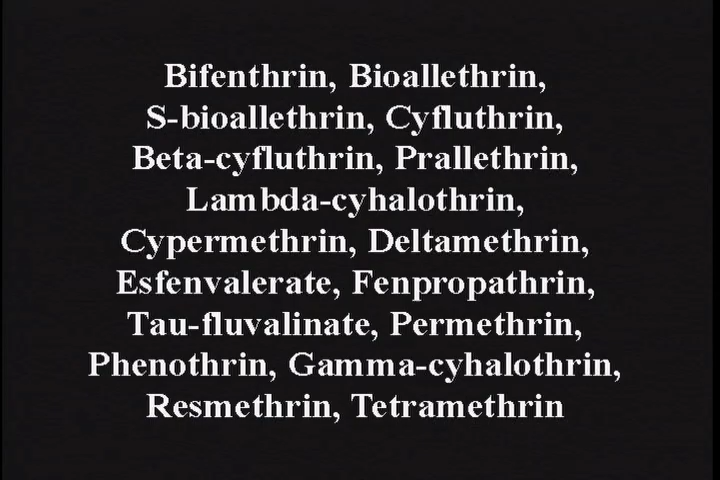 Bifenthrin, Bioallethrin,
S-bioallethrin, Cyfluthrin,
Beta-cyfluthrin, Prallethrin,
Lambda-cyhalothrin,
Cypermethrin, Deltamethrin,
Esfenvalerate, Fenpropathrin,
Tau-fluvalinate, Permethrin,
Phenothrin, Gamma-cyhalothrin,
Resmethrin, Tetramethrin